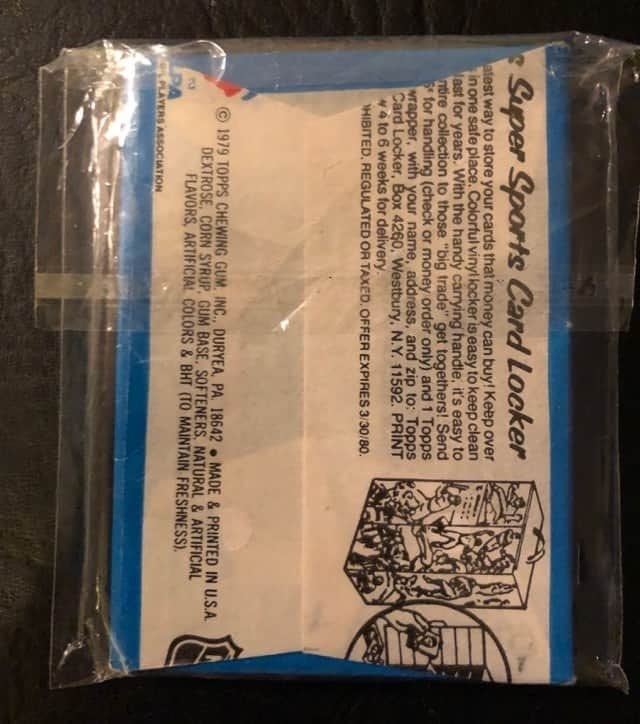 Super Sports Card Locker
est way to store your cards that money can buy! Keep over
in one safe place. Colorful vinyl locker is easy to keep clean
last for years. With the handy carrying handle, it's easy to
collection to those "big trade" get togethers! Send
for handling (check or money order only) and 1 Topps
wrapper, with your name, address, and zip to: Topps
Card Locker, Box 4260, Westbury, N.Y. 11592. PRINT
4 to 6 weeks for delivery.
HIBITED, REGULATED OR TAXED. OFFER EXPIRES 3/30/80.
© 1979 TOPPS CHEWING GUM, INC., DURYEA, PA. 18642 • MADE & PRINTED IN U.S.A.
DEXTROSE, CORN SYRUP, GUM BASE, SOFTENERS, NATURAL & ARTIFICIAL
FLAVORS, ARTIFICIAL COLORS & BHT (TO MAINTAIN FRESHNESS).
PA
PLAYERS ASSOCIATION